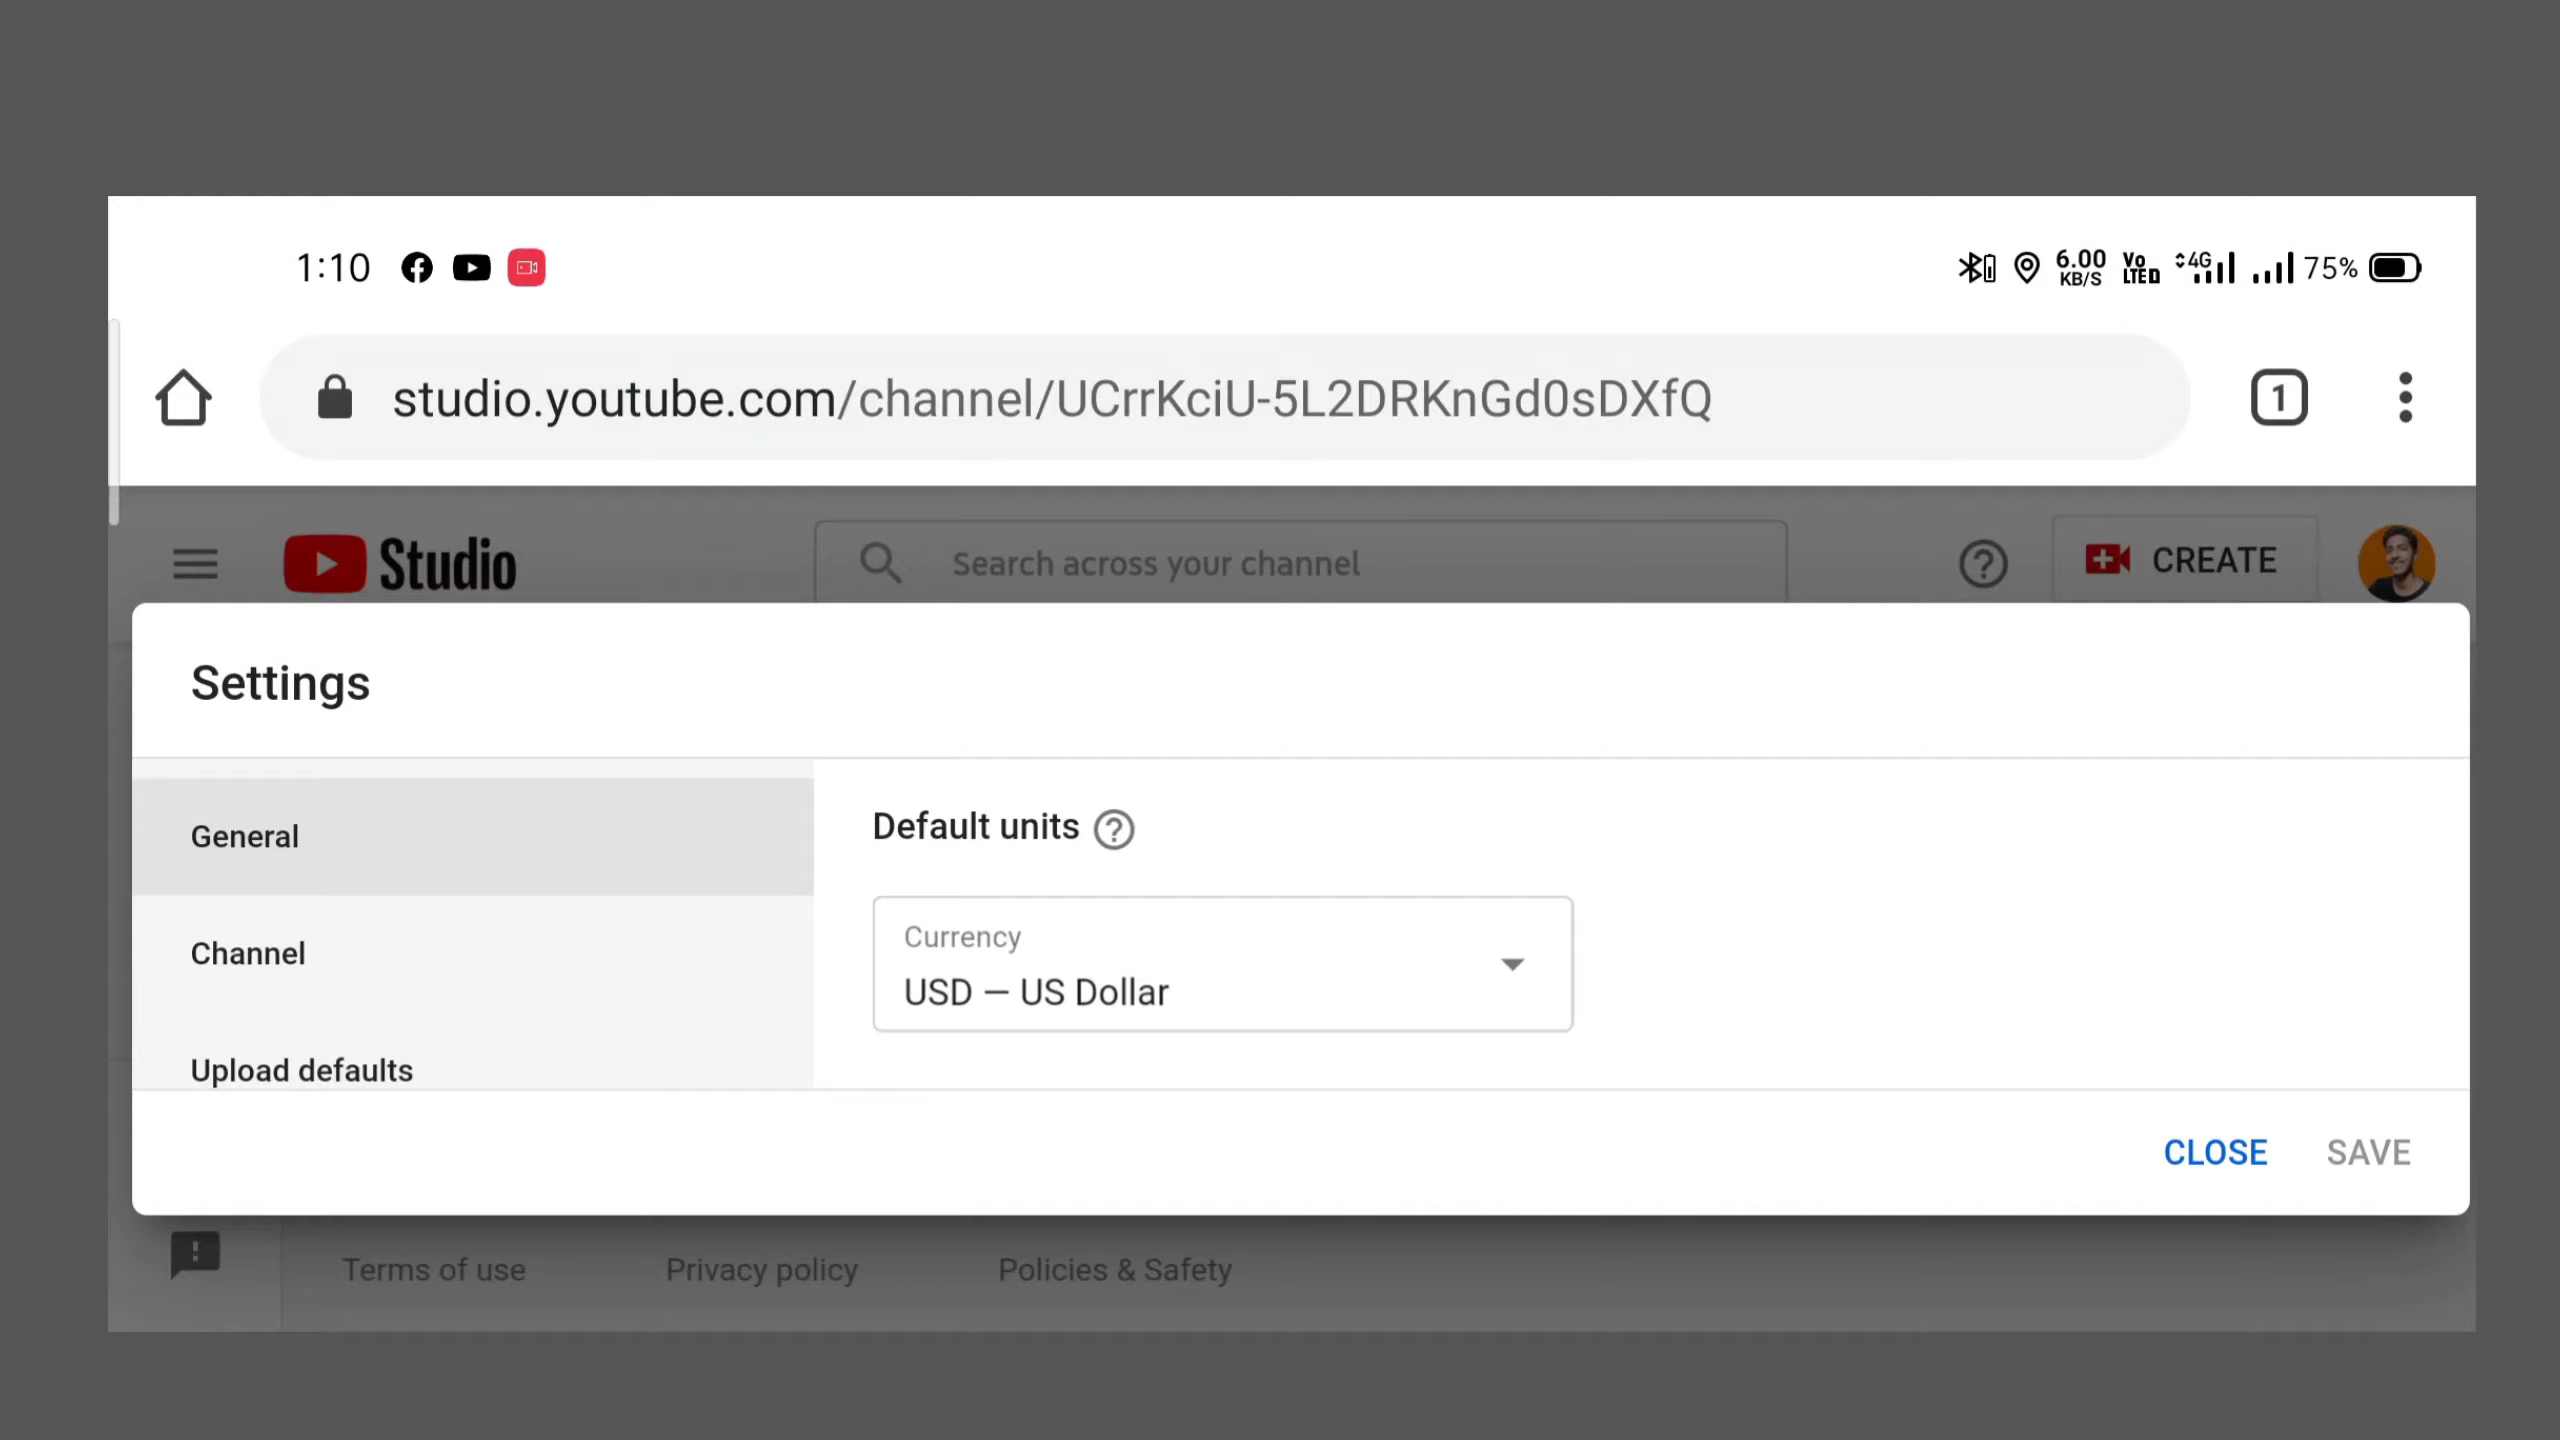 1:10 6.00 KB/S Vo LTED 4G 75%
studio.youtube.com/channel/UCrrKciU-5L2DRKnGd0sDXfQ 1
Studio Search across your channel CREATE
Settings
General
Default units
Currency
USD — US Dollar
Channel
Upload defaults
CLOSE SAVE
Terms of use Privacy policy Policies & Safety